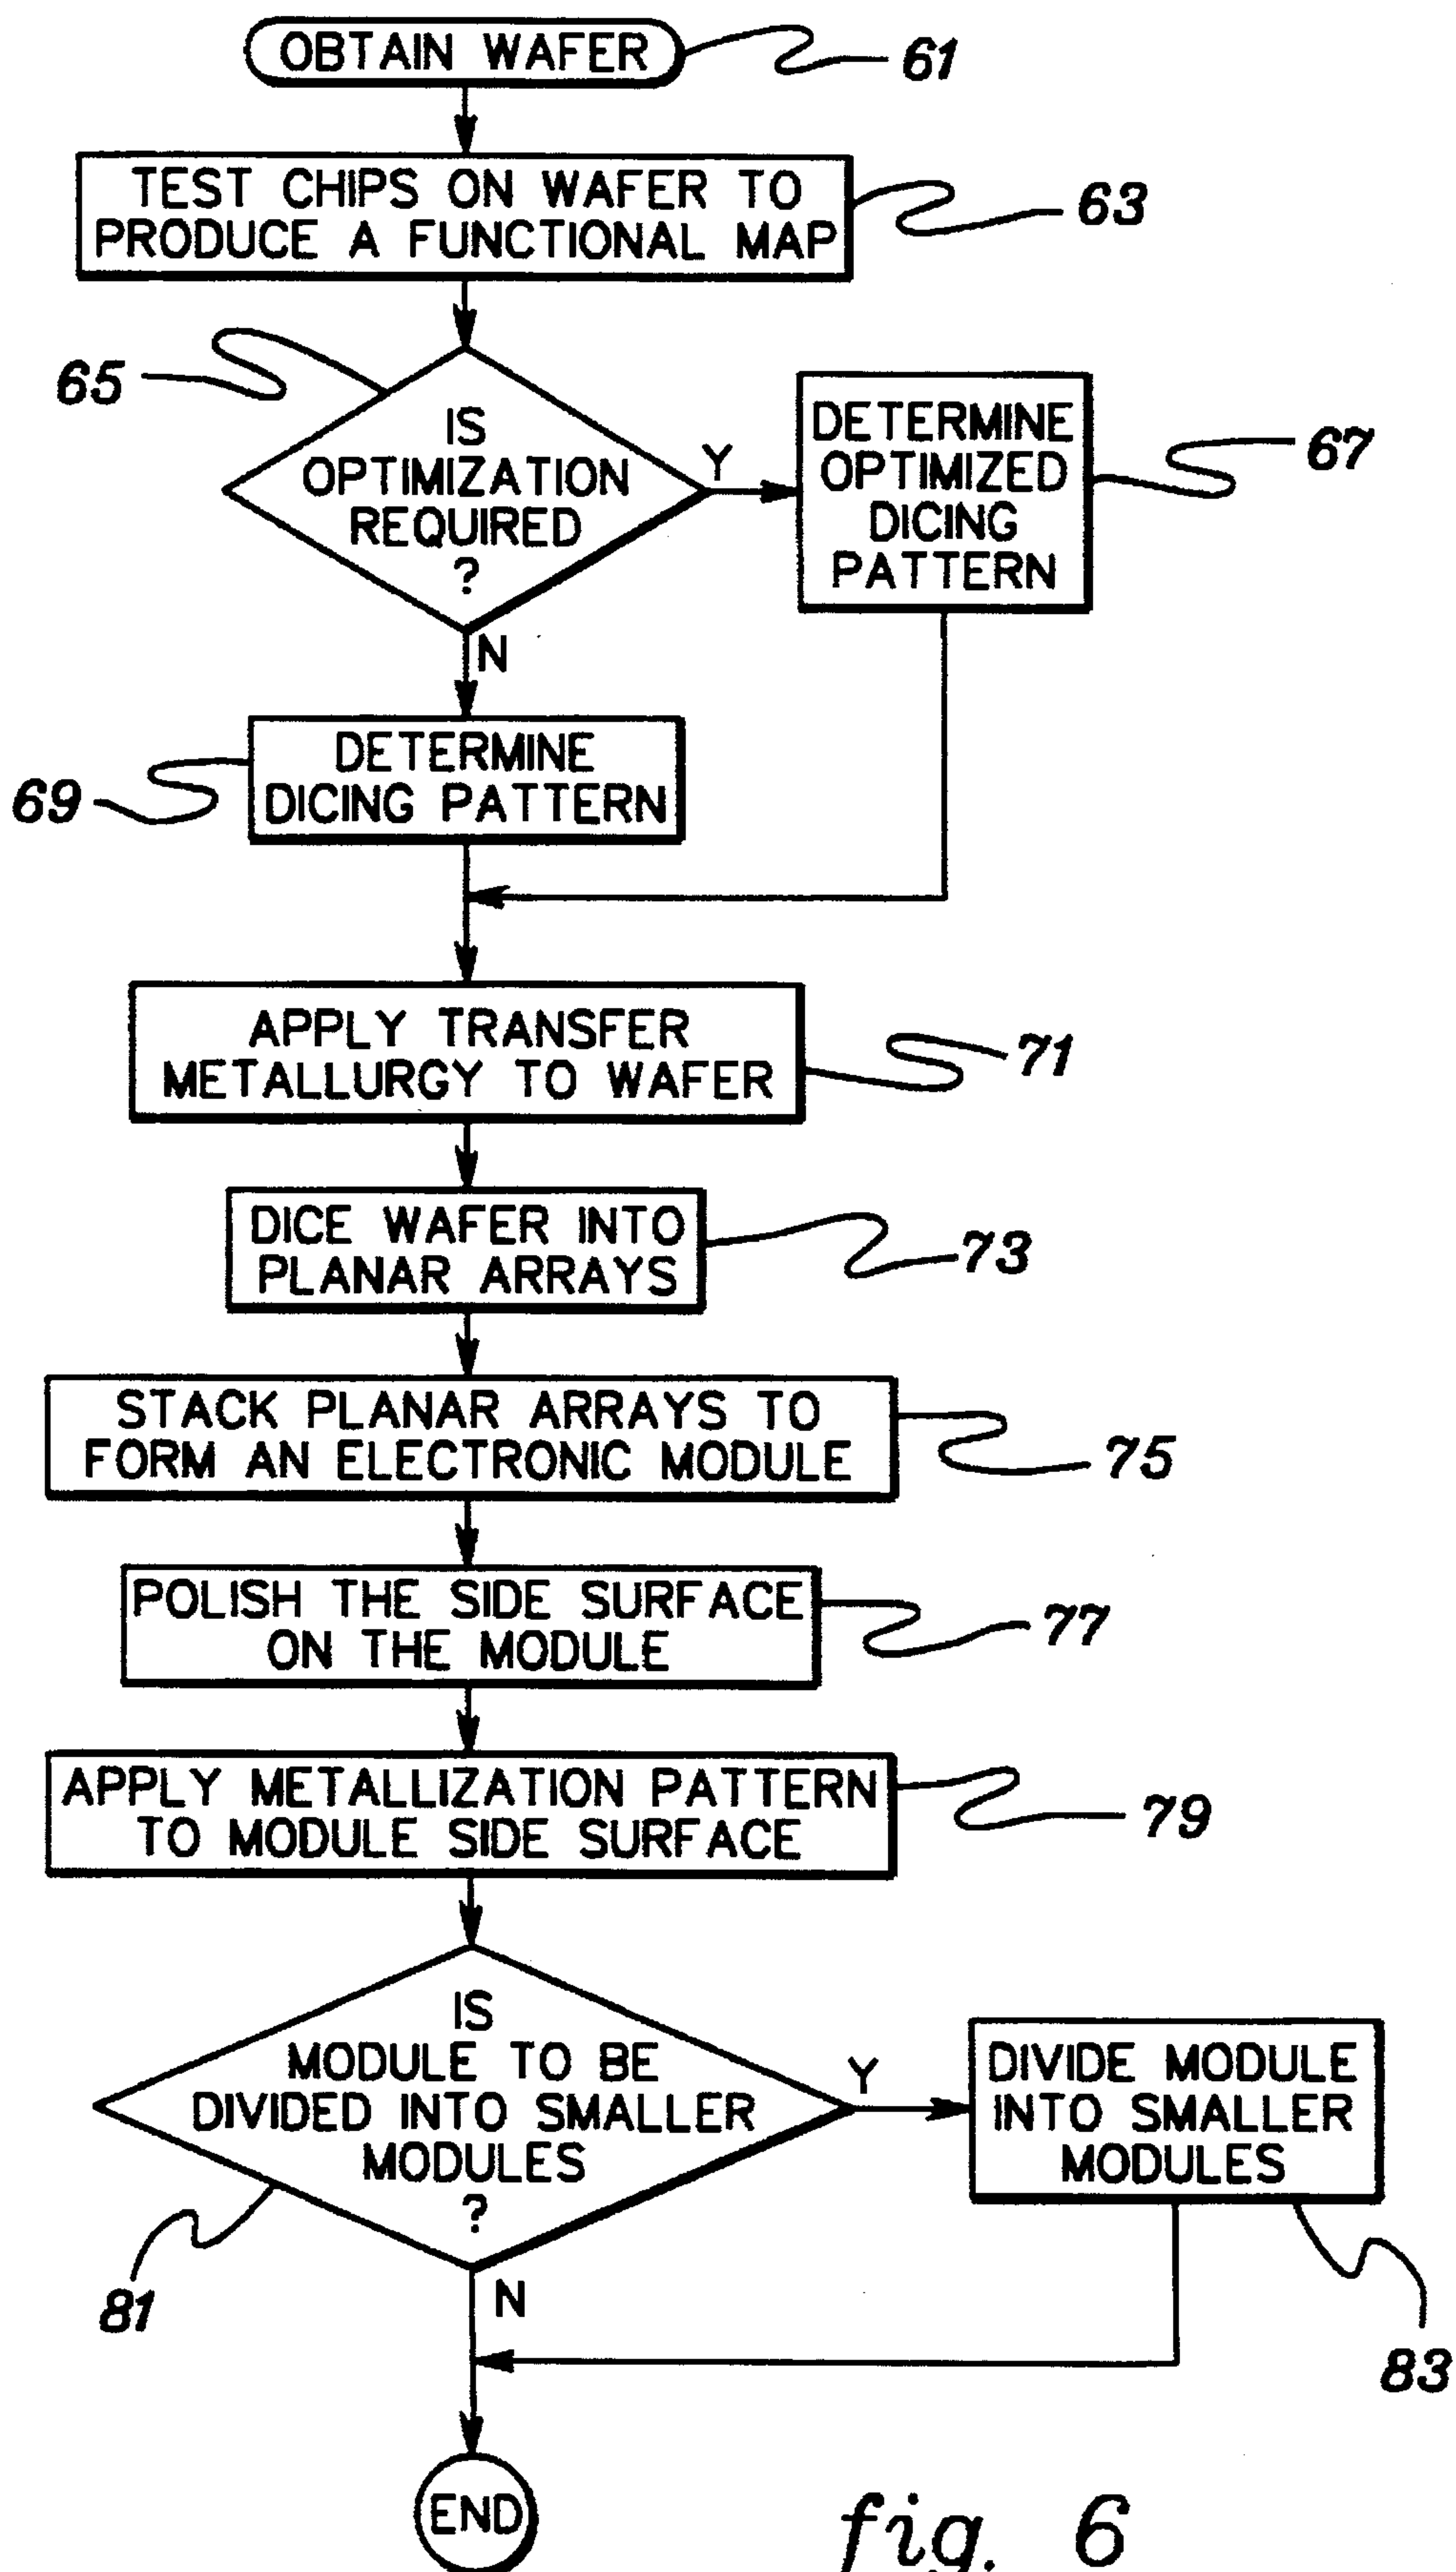 OBTAIN WAFER
61
TEST CHIPS ON WAFER TO
PRODUCE A FUNCTIONAL MAP
63
65
IS
OPTIMIZATION
REQUIRED
?
Y
N
DETERMINE
OPTIMIZED
DICING
PATTERN
67
69
DETERMINE
DICING PATTERN
APPLY TRANSFER
METALLURGY TO WAFER
71
DICE WAFER INTO
PLANAR ARRAYS
73
STACK PLANAR ARRAYS TO
FORM AN ELECTRONIC MODULE
75
POLISH THE SIDE SURFACE
ON THE MODULE
77
APPLY METALLIZATION PATTERN
TO MODULE SIDE SURFACE
79
IS
MODULE TO BE
DIVIDED INTO SMALLER
MODULES
?
Y
N
81
DIVIDE MODULE
INTO SMALLER
MODULES
83
END
fig. 6